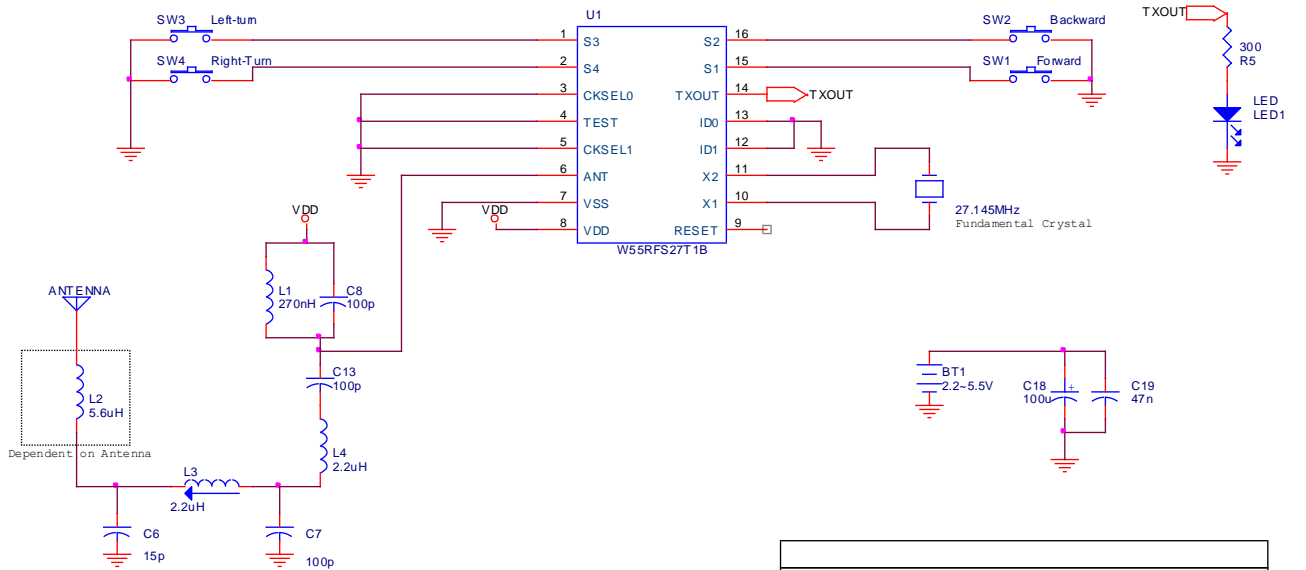 U1
SW3 Left-turn
SW4 Right-Turn
1 S3
2 S4
3 CKSEL0
4 TEST
5 CKSEL1
6 ANT
7 VSS
8 VDD
S2 16
S1 15
TXOUT 14
ID0 13
ID1 12
X2 11
X1 10
RESET 9
W55RFS27T1B
SW2 Backward
SW1 Forward
TXOUT
TXOUT
300
R5
LED
LED1
27.145MHz
Fundamental Crystal
VDD
VDD
L1
270nH
C8
100p
ANTENNA
L2
5.6uH
Dependent on Antenna
C13
100p
L4
2.2uH
L3
2.2uH
C6
15p
C7
100p
BT1
2.2~5.5V
C18
100u
+
C19
47n